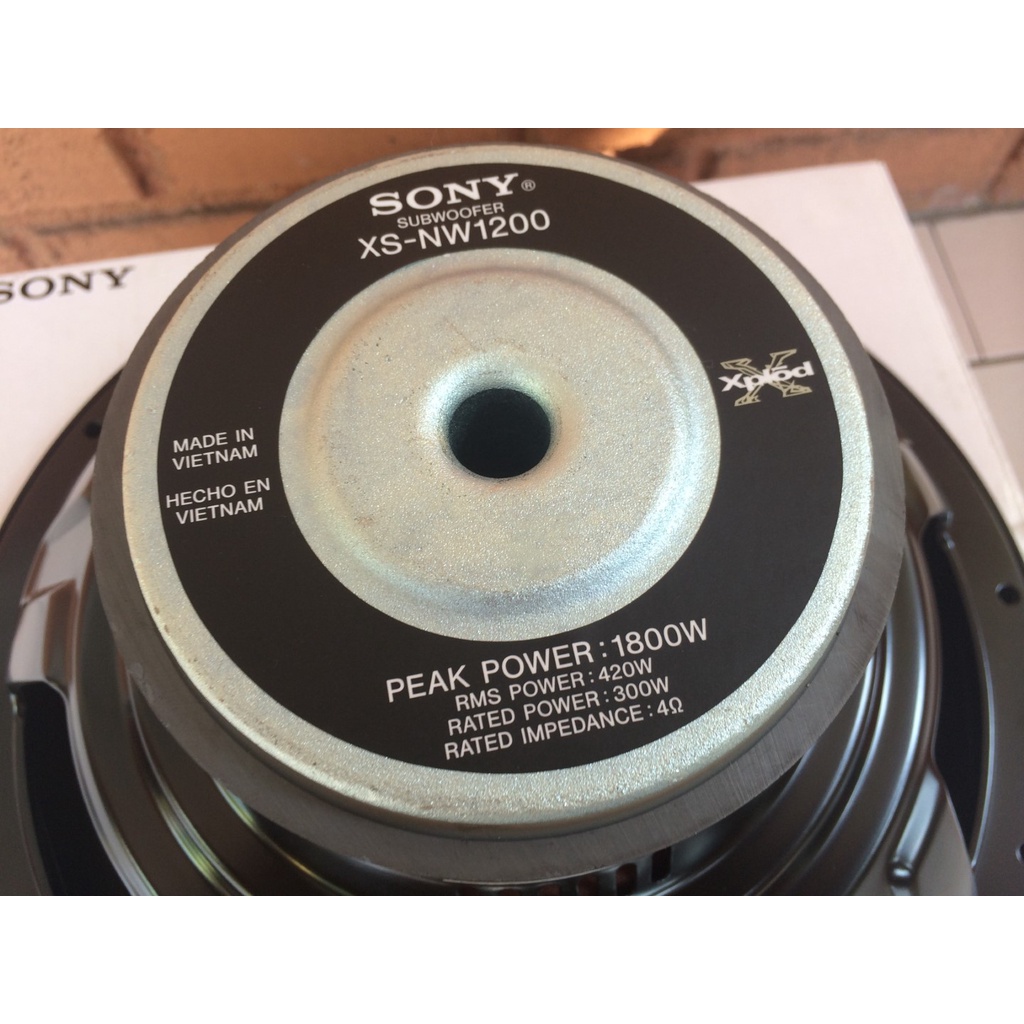 SONY®
SUBWOOFER
XS-NW1200
SONY
Xplōd
MADE IN
VIETNAM
HECHO EN
VIETNAM
PEAK POWER : 1800W
RMS POWER : 420W
RATED POWER : 300W
RATED IMPEDANCE : 4Ω